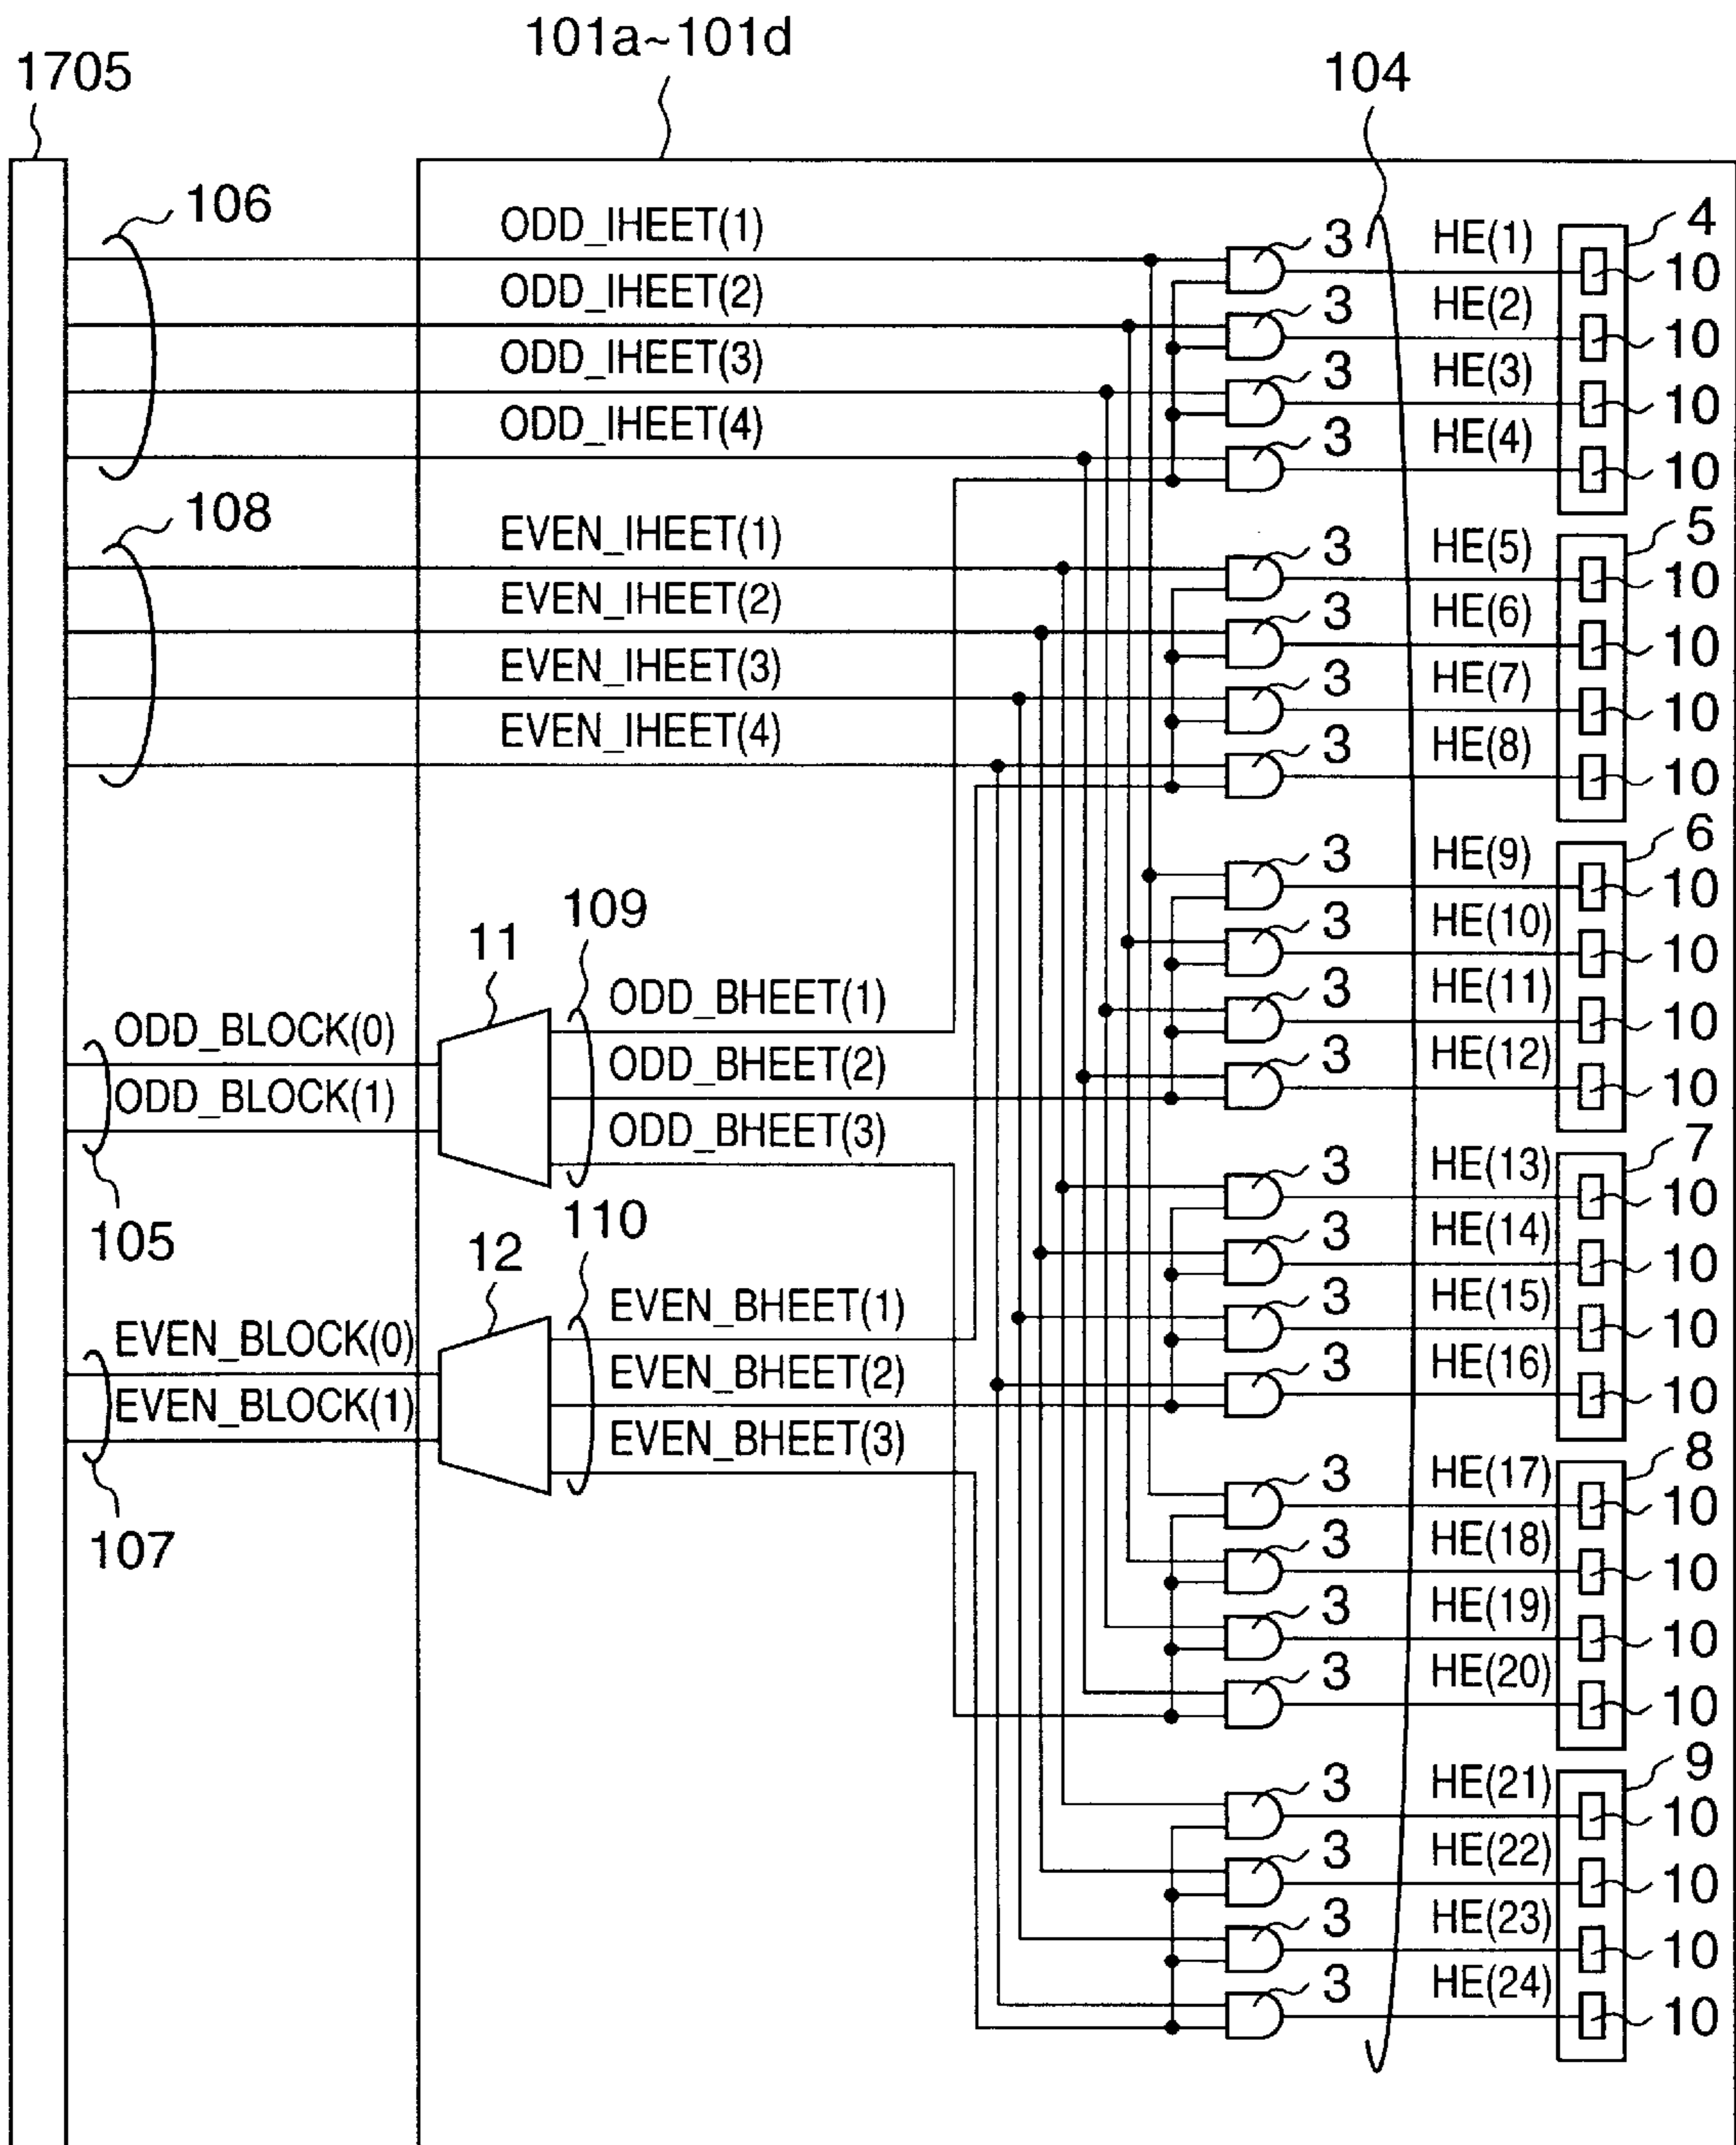 101a~101d
1705
104
106
ODD_IHEET(1) 3 HE(1) 4
10
ODD_IHEET(2) 3 HE(2)
10
ODD_IHEET(3) 3 HE(3)
10
ODD_IHEET(4) 3 HE(4)
10
108
EVEN_IHEET(1) 3 HE(5) 5
10
EVEN_IHEET(2) 3 HE(6)
10
EVEN_IHEET(3) 3 HE(7)
10
EVEN_IHEET(4) 3 HE(8)
10
3 HE(9) 6
10
109
11
3 HE(10)
10
ODD_BLOCK(0) ODD_BHEET(1) 3 HE(11)
10
ODD_BLOCK(1) ODD_BHEET(2) 3 HE(12)
10
ODD_BHEET(3)
105
3 HE(13) 7
10
110
12
3 HE(14)
10
EVEN_BLOCK(0) EVEN_BHEET(1) 3 HE(15)
10
EVEN_BLOCK(1) EVEN_BHEET(2) 3 HE(16)
10
EVEN_BHEET(3)
107
3 HE(17) 8
10
3 HE(18)
10
3 HE(19)
10
3 HE(20)
10
3 HE(21) 9
10
3 HE(22)
10
3 HE(23)
10
3 HE(24)
10